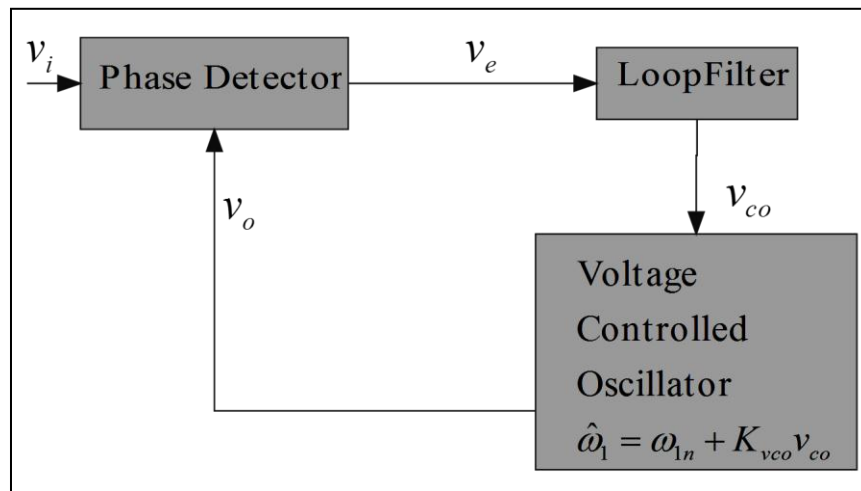 v_i
Phase Detector
v_e
LoopFilter
v_o
v_co
Voltage
Controlled
Oscillator
ω̂_1 = ω_1n + K_vco v_co